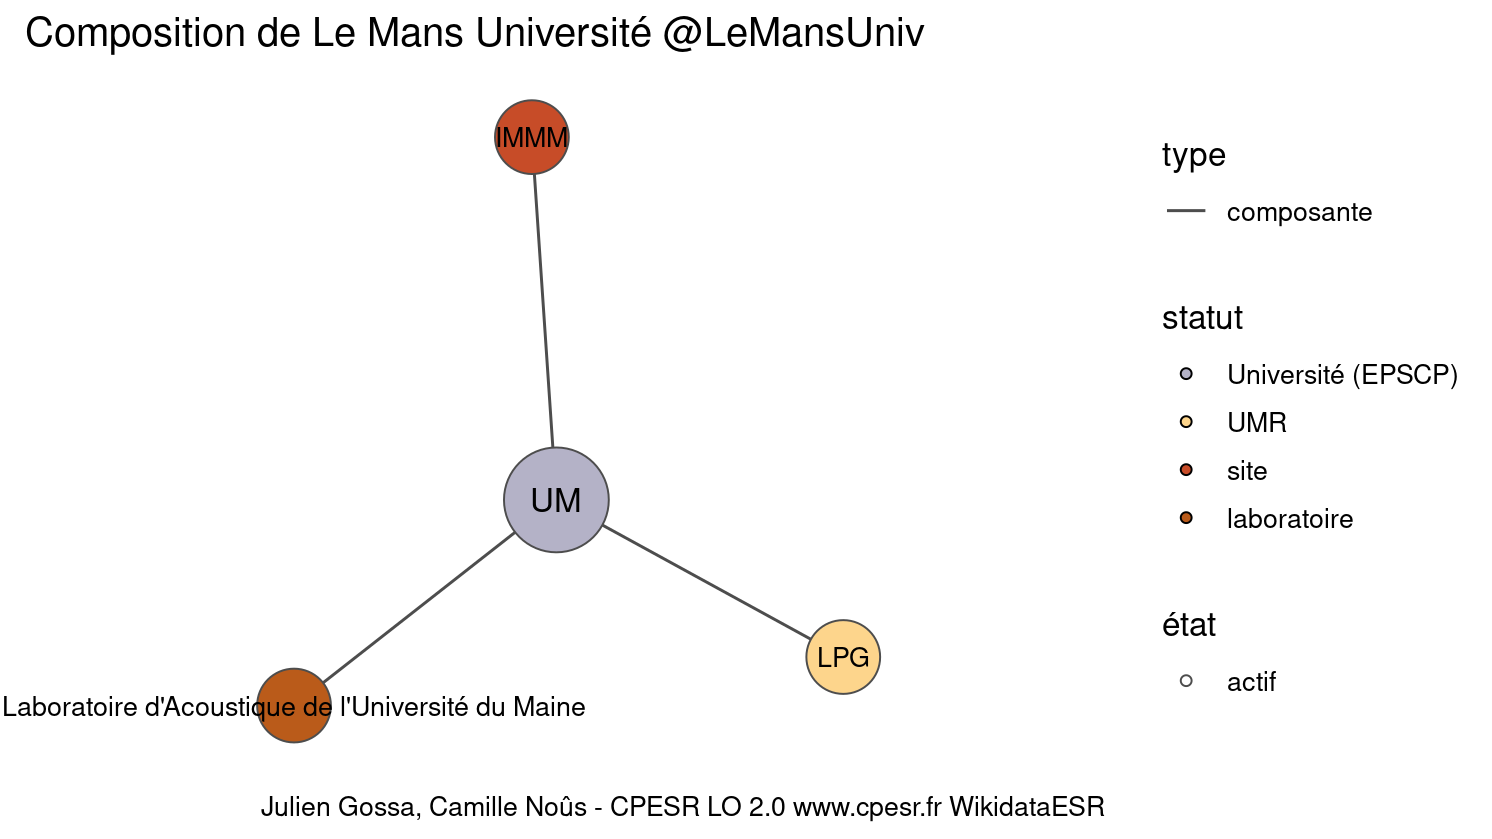 Composition de Le Mans Université @LeMansUniv
IMMM
UM
LPG
Laboratoire d'Acoustique de l'Université du Maine
type
composante
statut
Université (EPSCP)
UMR
site
laboratoire
état
actif
Julien Gossa, Camille Noûs - CPESR LO 2.0 www.cpesr.fr WikidataESR